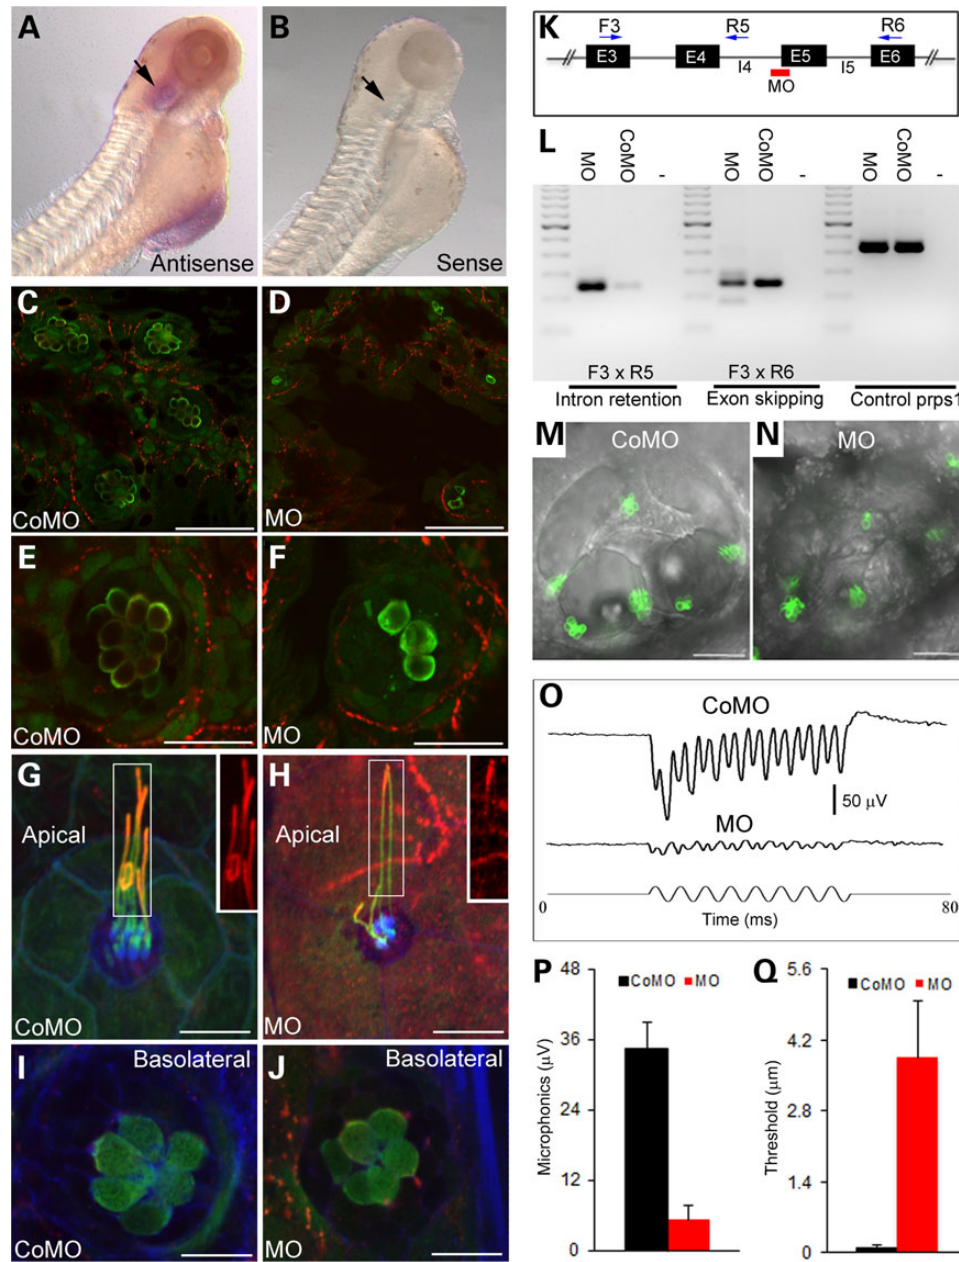 A
Antisense
B
Sense
C
CoMO
D
MO
E
CoMO
F
MO
G
Apical
CoMO
H
Apical
MO
I
Basolateral
CoMO
J
Basolateral
MO
K
F3 R5 R6
E3 E4 E5 E6
I4 I5
MO
L
MO CoMO - MO CoMO - MO CoMO -
F3 x R5 F3 x R6
Intron retention Exon skipping Control prps1
M
CoMO
N
MO
O
CoMO
50 µV
MO
0 Time (ms) 80
P
48
36
24
12
0
Microphonics (µV)
CoMO MO
Q
5.6
4.2
2.8
1.4
0
Threshold (µm)
CoMO MO